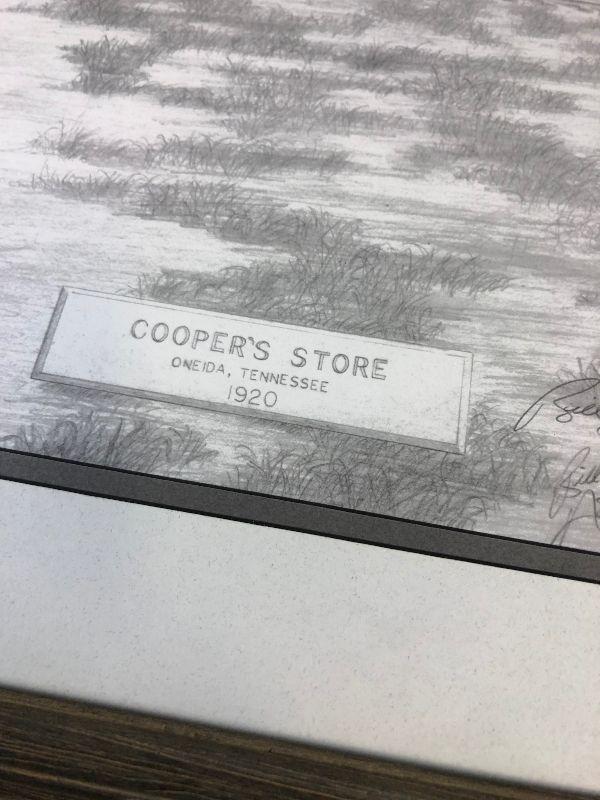 COOPER'S STORE
ONEIDA, TENNESSEE
1920